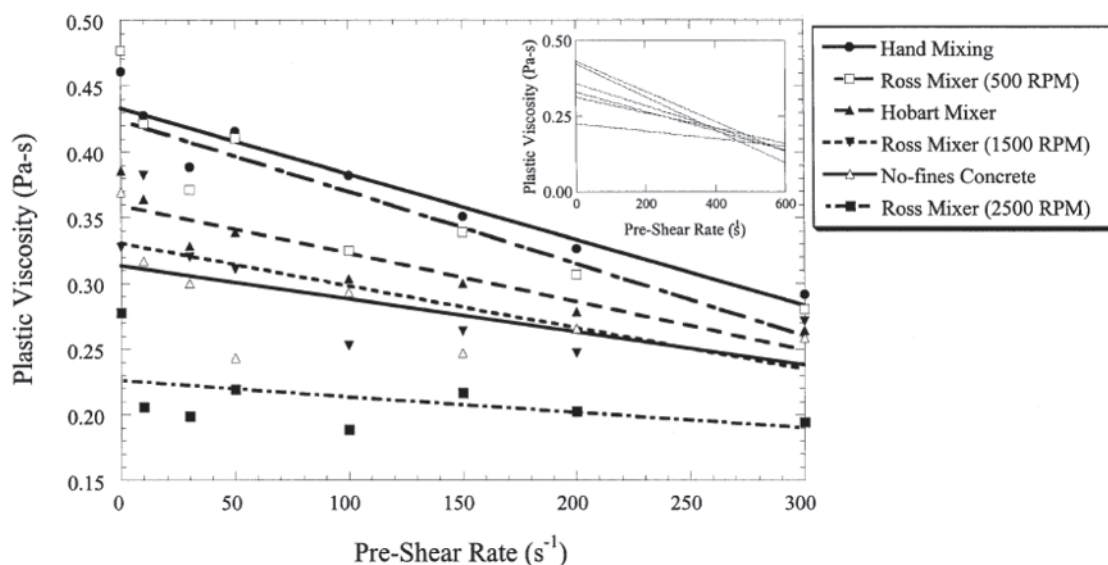 0.50
0.45
0.40
0.35
0.30
0.25
0.20
0.15
Plastic Viscosity (Pa-s)
0 50 100 150 200 250 300
Pre-Shear Rate (s⁻¹)
0.50
0.25
0.00
Plastic Viscosity (Pa-s)
0 200 400 600
Pre-Shear Rate (s¹)
Hand Mixing
Ross Mixer (500 RPM)
Hobart Mixer
Ross Mixer (1500 RPM)
No-fines Concrete
Ross Mixer (2500 RPM)